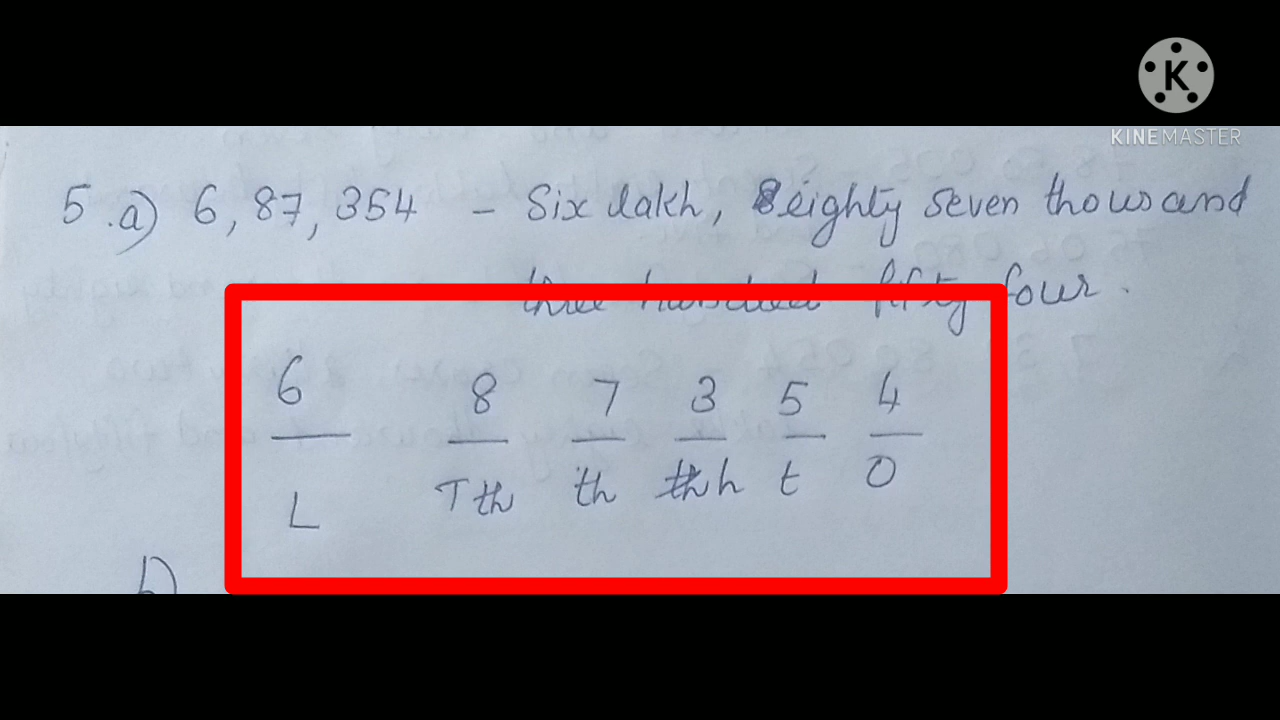 K
KINEMASTER
5.a) 6,87,354 - Six lakh, eighty seven thousand
three hundred fifty four.
6 8 7 3 5 4
L Tth th h t O
b)